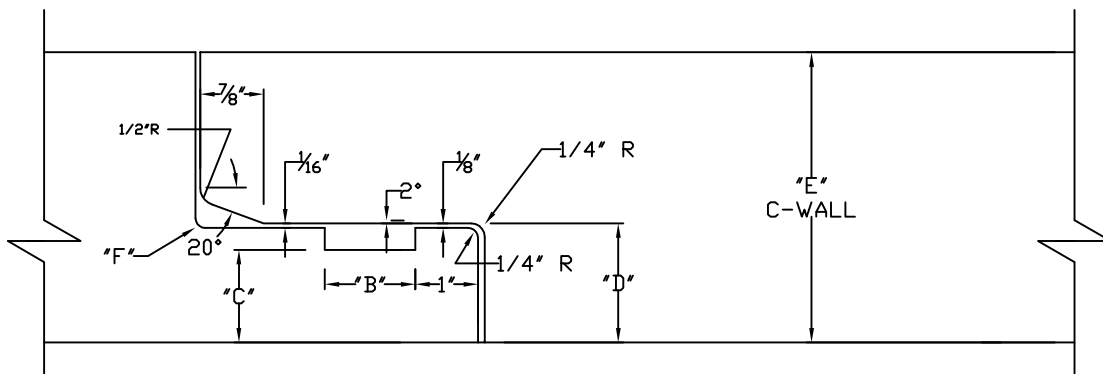 7/8"
1/2"R
1/16"
1/8"
1/4" R
2°
"E"
C-WALL
20°
"F"
1/4" R
"C"
"B"
1"
"D"